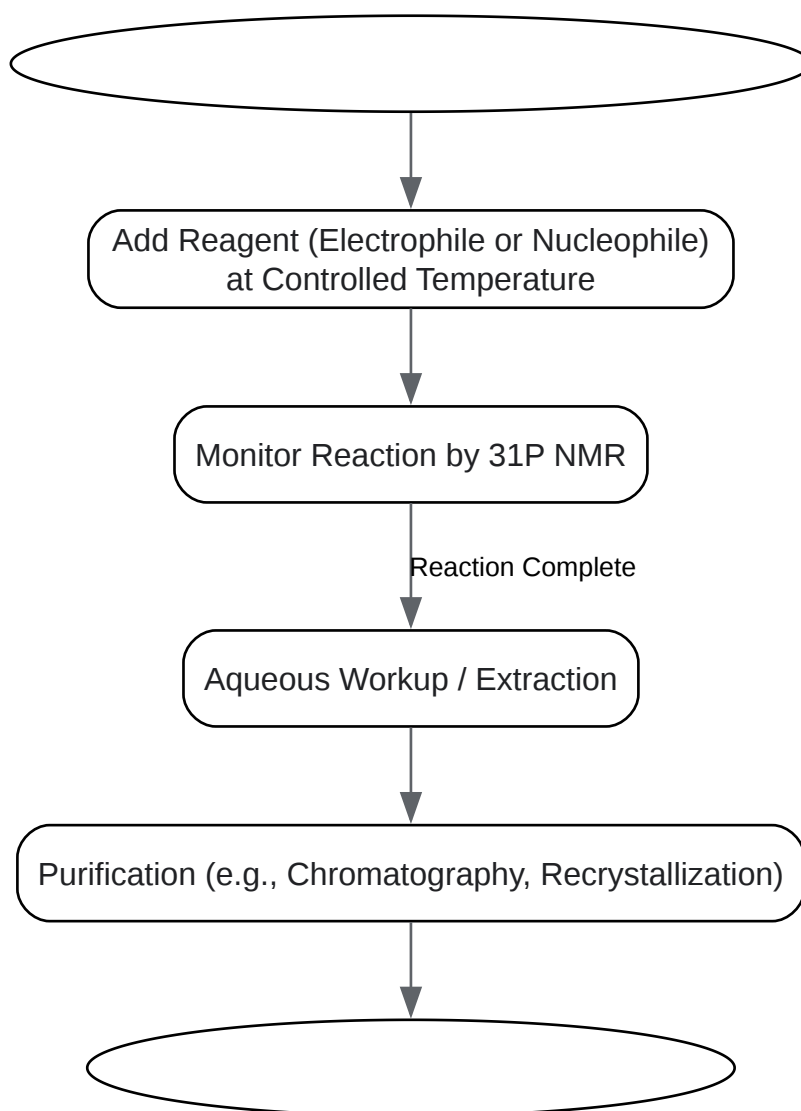 Add Reagent (Electrophile or Nucleophile)
at Controlled Temperature
Monitor Reaction by 31P NMR
Reaction Complete
Aqueous Workup / Extraction
Purification (e.g., Chromatography, Recrystallization)